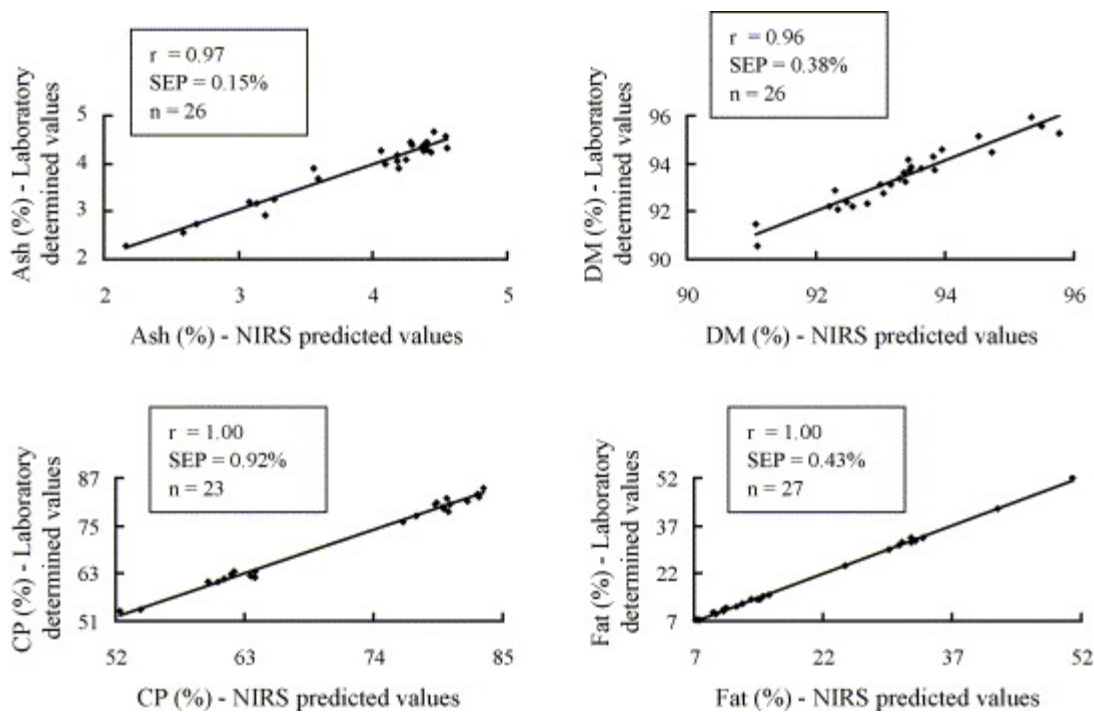 r = 0.97
SEP = 0.15%
n = 26
Ash (%) - Laboratory
determined values
5
4
3
2
2 3 4 5
Ash (%) - NIRS predicted values
r = 0.96
SEP = 0.38%
n = 26
DM (%) - Laboratory
determined values
96
94
92
90
90 92 94 96
DM (%) - NIRS predicted values
r = 1.00
SEP = 0.92%
n = 23
CP (%) - Laboratory
determined values
87
75
63
51
52 63 74 85
CP (%) - NIRS predicted values
r = 1.00
SEP = 0.43%
n = 27
Fat (%) - Laboratory
determined values
52
37
22
7
7 22 37 52
Fat (%) - NIRS predicted values